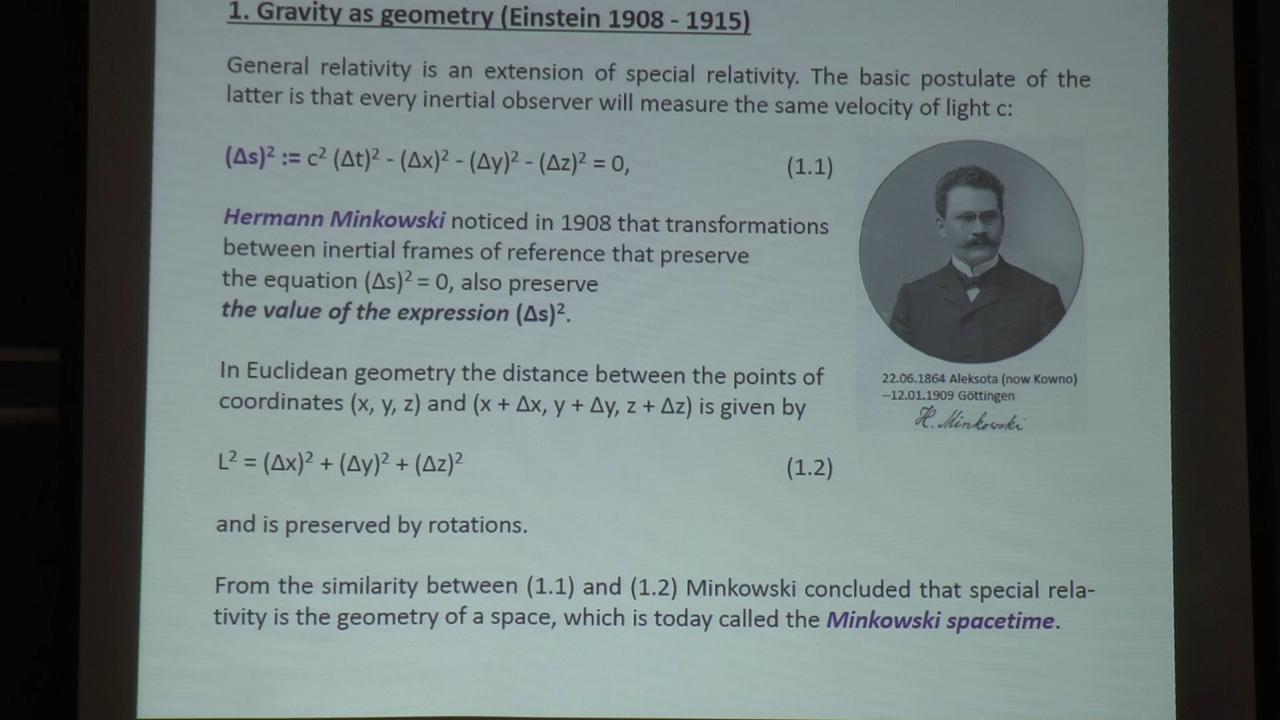 1. Gravity as geometry (Einstein 1908 - 1915)
General relativity is an extension of special relativity. The basic postulate of the
latter is that every inertial observer will measure the same velocity of light c:
(Δs)² := c² (Δt)² - (Δx)² - (Δy)² - (Δz)² = 0, (1.1)
Hermann Minkowski noticed in 1908 that transformations
between inertial frames of reference that preserve
the equation (Δs)² = 0, also preserve
the value of the expression (Δs)².
22.06.1864 Aleksota (now Kowno)
–12.01.1909 Göttingen
H. Minkowski
In Euclidean geometry the distance between the points of
coordinates (x, y, z) and (x + Δx, y + Δy, z + Δz) is given by
L² = (Δx)² + (Δy)² + (Δz)² (1.2)
and is preserved by rotations.
From the similarity between (1.1) and (1.2) Minkowski concluded that special rela-
tivity is the geometry of a space, which is today called the Minkowski spacetime.